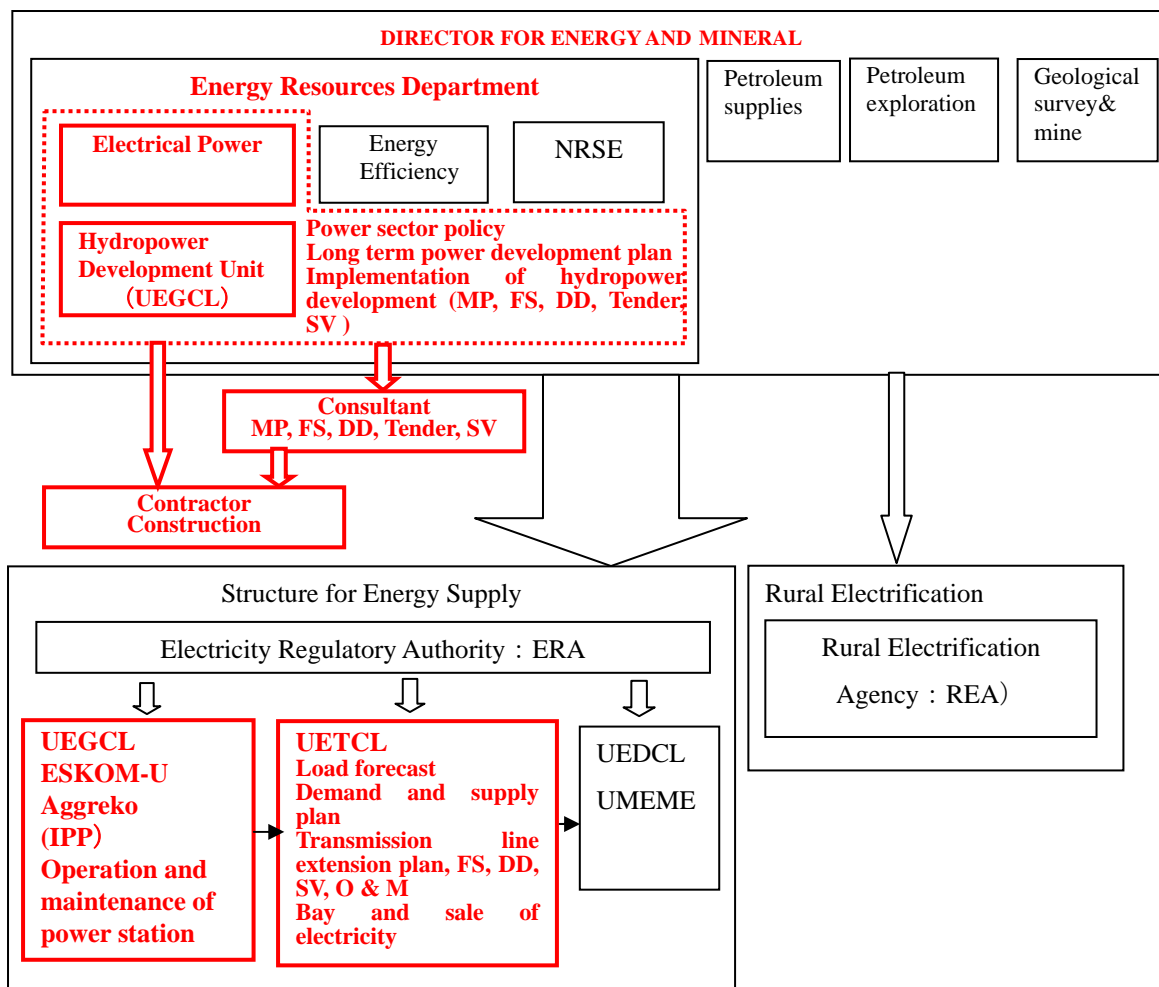 DIRECTOR FOR ENERGY AND MINERAL
Energy Resources Department
Petroleum
supplies
Petroleum
exploration
Geological
survey&
mine
Electrical Power
Energy
Efficiency
NRSE
Hydropower
Development Unit
（UEGCL）
Power sector policy
Long term power development plan
Implementation of hydropower
development (MP, FS, DD, Tender,
SV )
Consultant
MP, FS, DD, Tender, SV
Contractor
Construction
Structure for Energy Supply
Electricity Regulatory Authority：ERA
UEGCL
ESKOM-U
Aggreko
(IPP）
Operation and
maintenance of
power station
UETCL
Load forecast
Demand and supply
plan
Transmission line
extension plan, FS, DD,
SV, O & M
Bay and sale of
electricity
UEDCL
UMEME
Rural Electrification
Rural Electrification
Agency：REA）